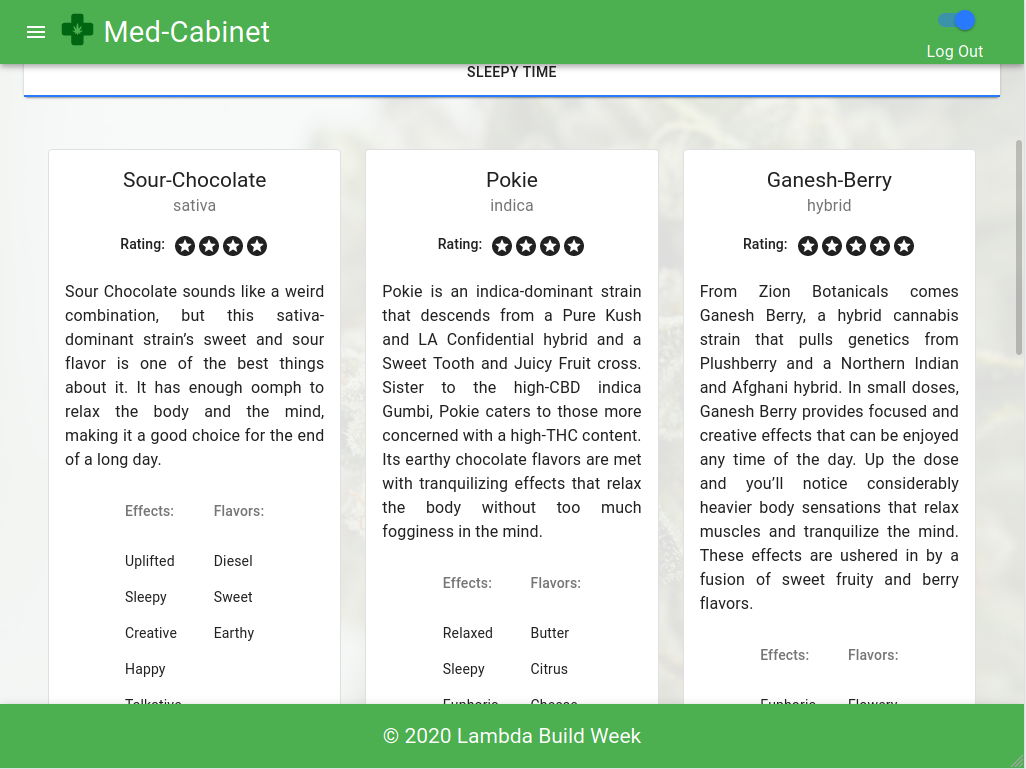 Med-Cabinet
Log Out
SLEEPY TIME
Sour-Chocolate
sativa
Rating:
Sour Chocolate sounds like a weird
combination, but this sativa-
dominant strain’s sweet and sour
flavor is one of the best things
about it. It has enough oomph to
relax the body and the mind,
making it a good choice for the end
of a long day.
Effects: Flavors:
Uplifted Diesel
Sleepy Sweet
Creative Earthy
Happy
Talkative
Pokie
indica
Rating:
Pokie is an indica-dominant strain
that descends from a Pure Kush
and LA Confidential hybrid and a
Sweet Tooth and Juicy Fruit cross.
Sister to the high-CBD indica
Gumbi, Pokie caters to those more
concerned with a high-THC content.
Its earthy chocolate flavors are met
with tranquilizing effects that relax
the body without too much
fogginess in the mind.
Effects: Flavors:
Relaxed Butter
Sleepy Citrus
Euphoric Cheese
Ganesh-Berry
hybrid
Rating:
From Zion Botanicals comes
Ganesh Berry, a hybrid cannabis
strain that pulls genetics from
Plushberry and a Northern Indian
and Afghani hybrid. In small doses,
Ganesh Berry provides focused and
creative effects that can be enjoyed
any time of the day. Up the dose
and you’ll notice considerably
heavier body sensations that relax
muscles and tranquilize the mind.
These effects are ushered in by a
fusion of sweet fruity and berry
flavors.
Effects: Flavors:
Euphoric Flowery
© 2020 Lambda Build Week